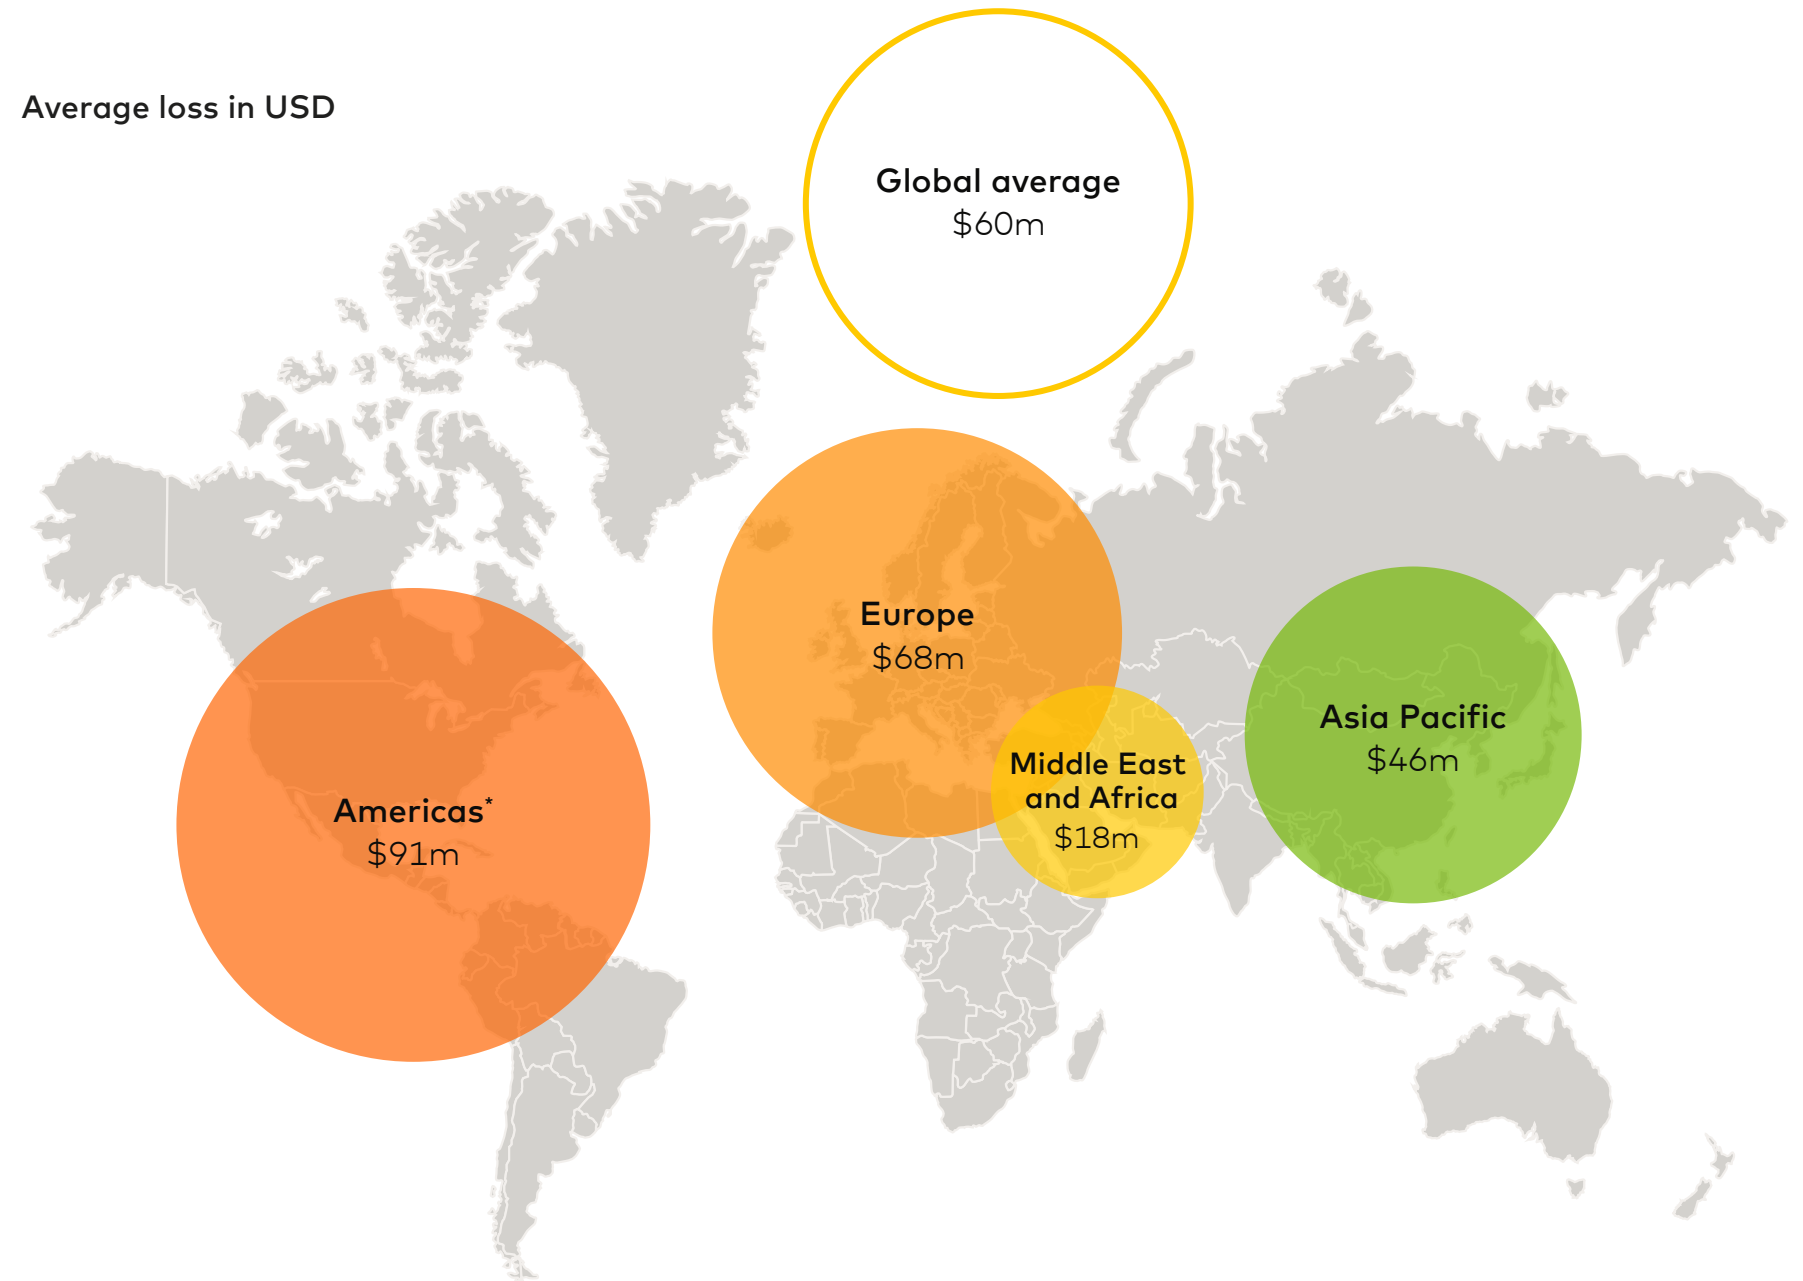 Average loss in USD
Global average
$60m
Europe
$68m
Asia Pacific
$46m
Middle East
and Africa
$18m
Americas*
$91m